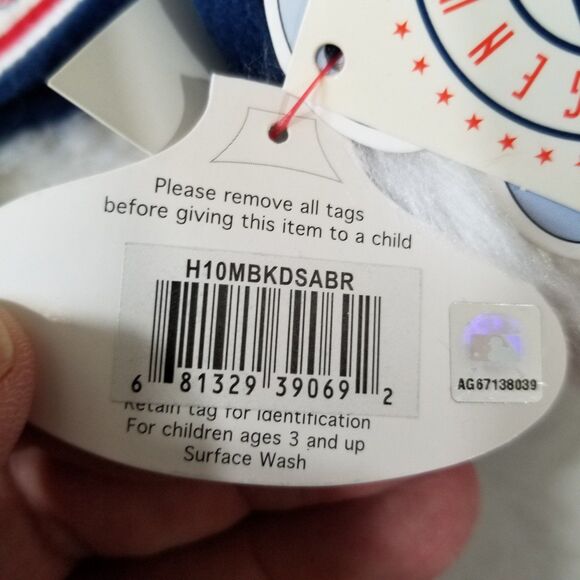 Please remove all tags
before giving this item to a child
H10MBKDSABR
6 81329 39069 2
AG67138039
Retain tag for identification
For children ages 3 and up
Surface Wash